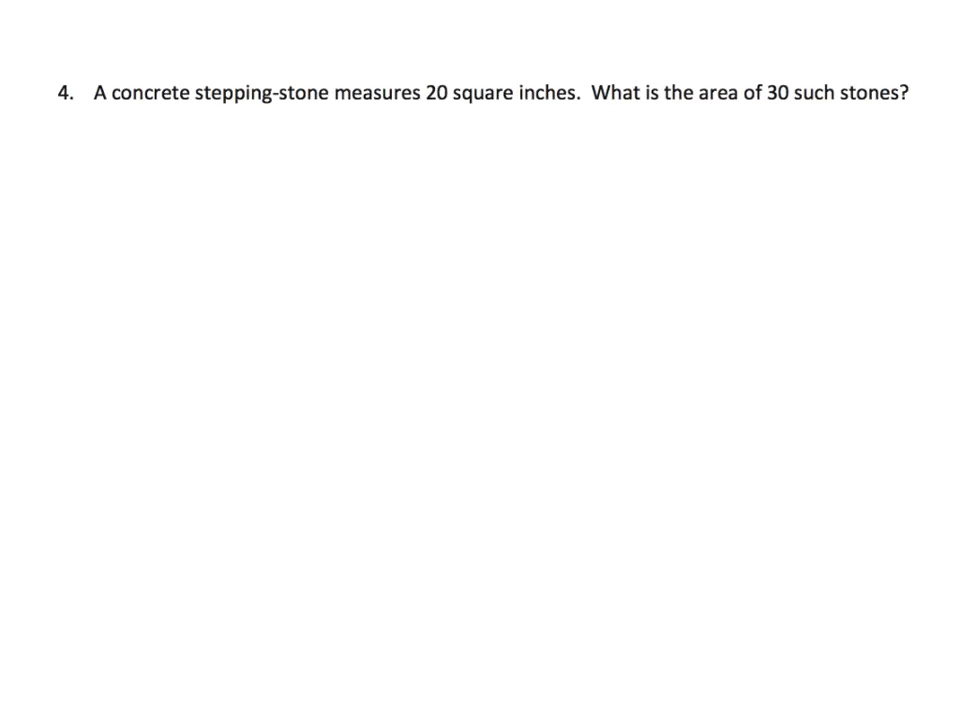 4. A concrete stepping-stone measures 20 square inches. What is the area of 30 such stones?